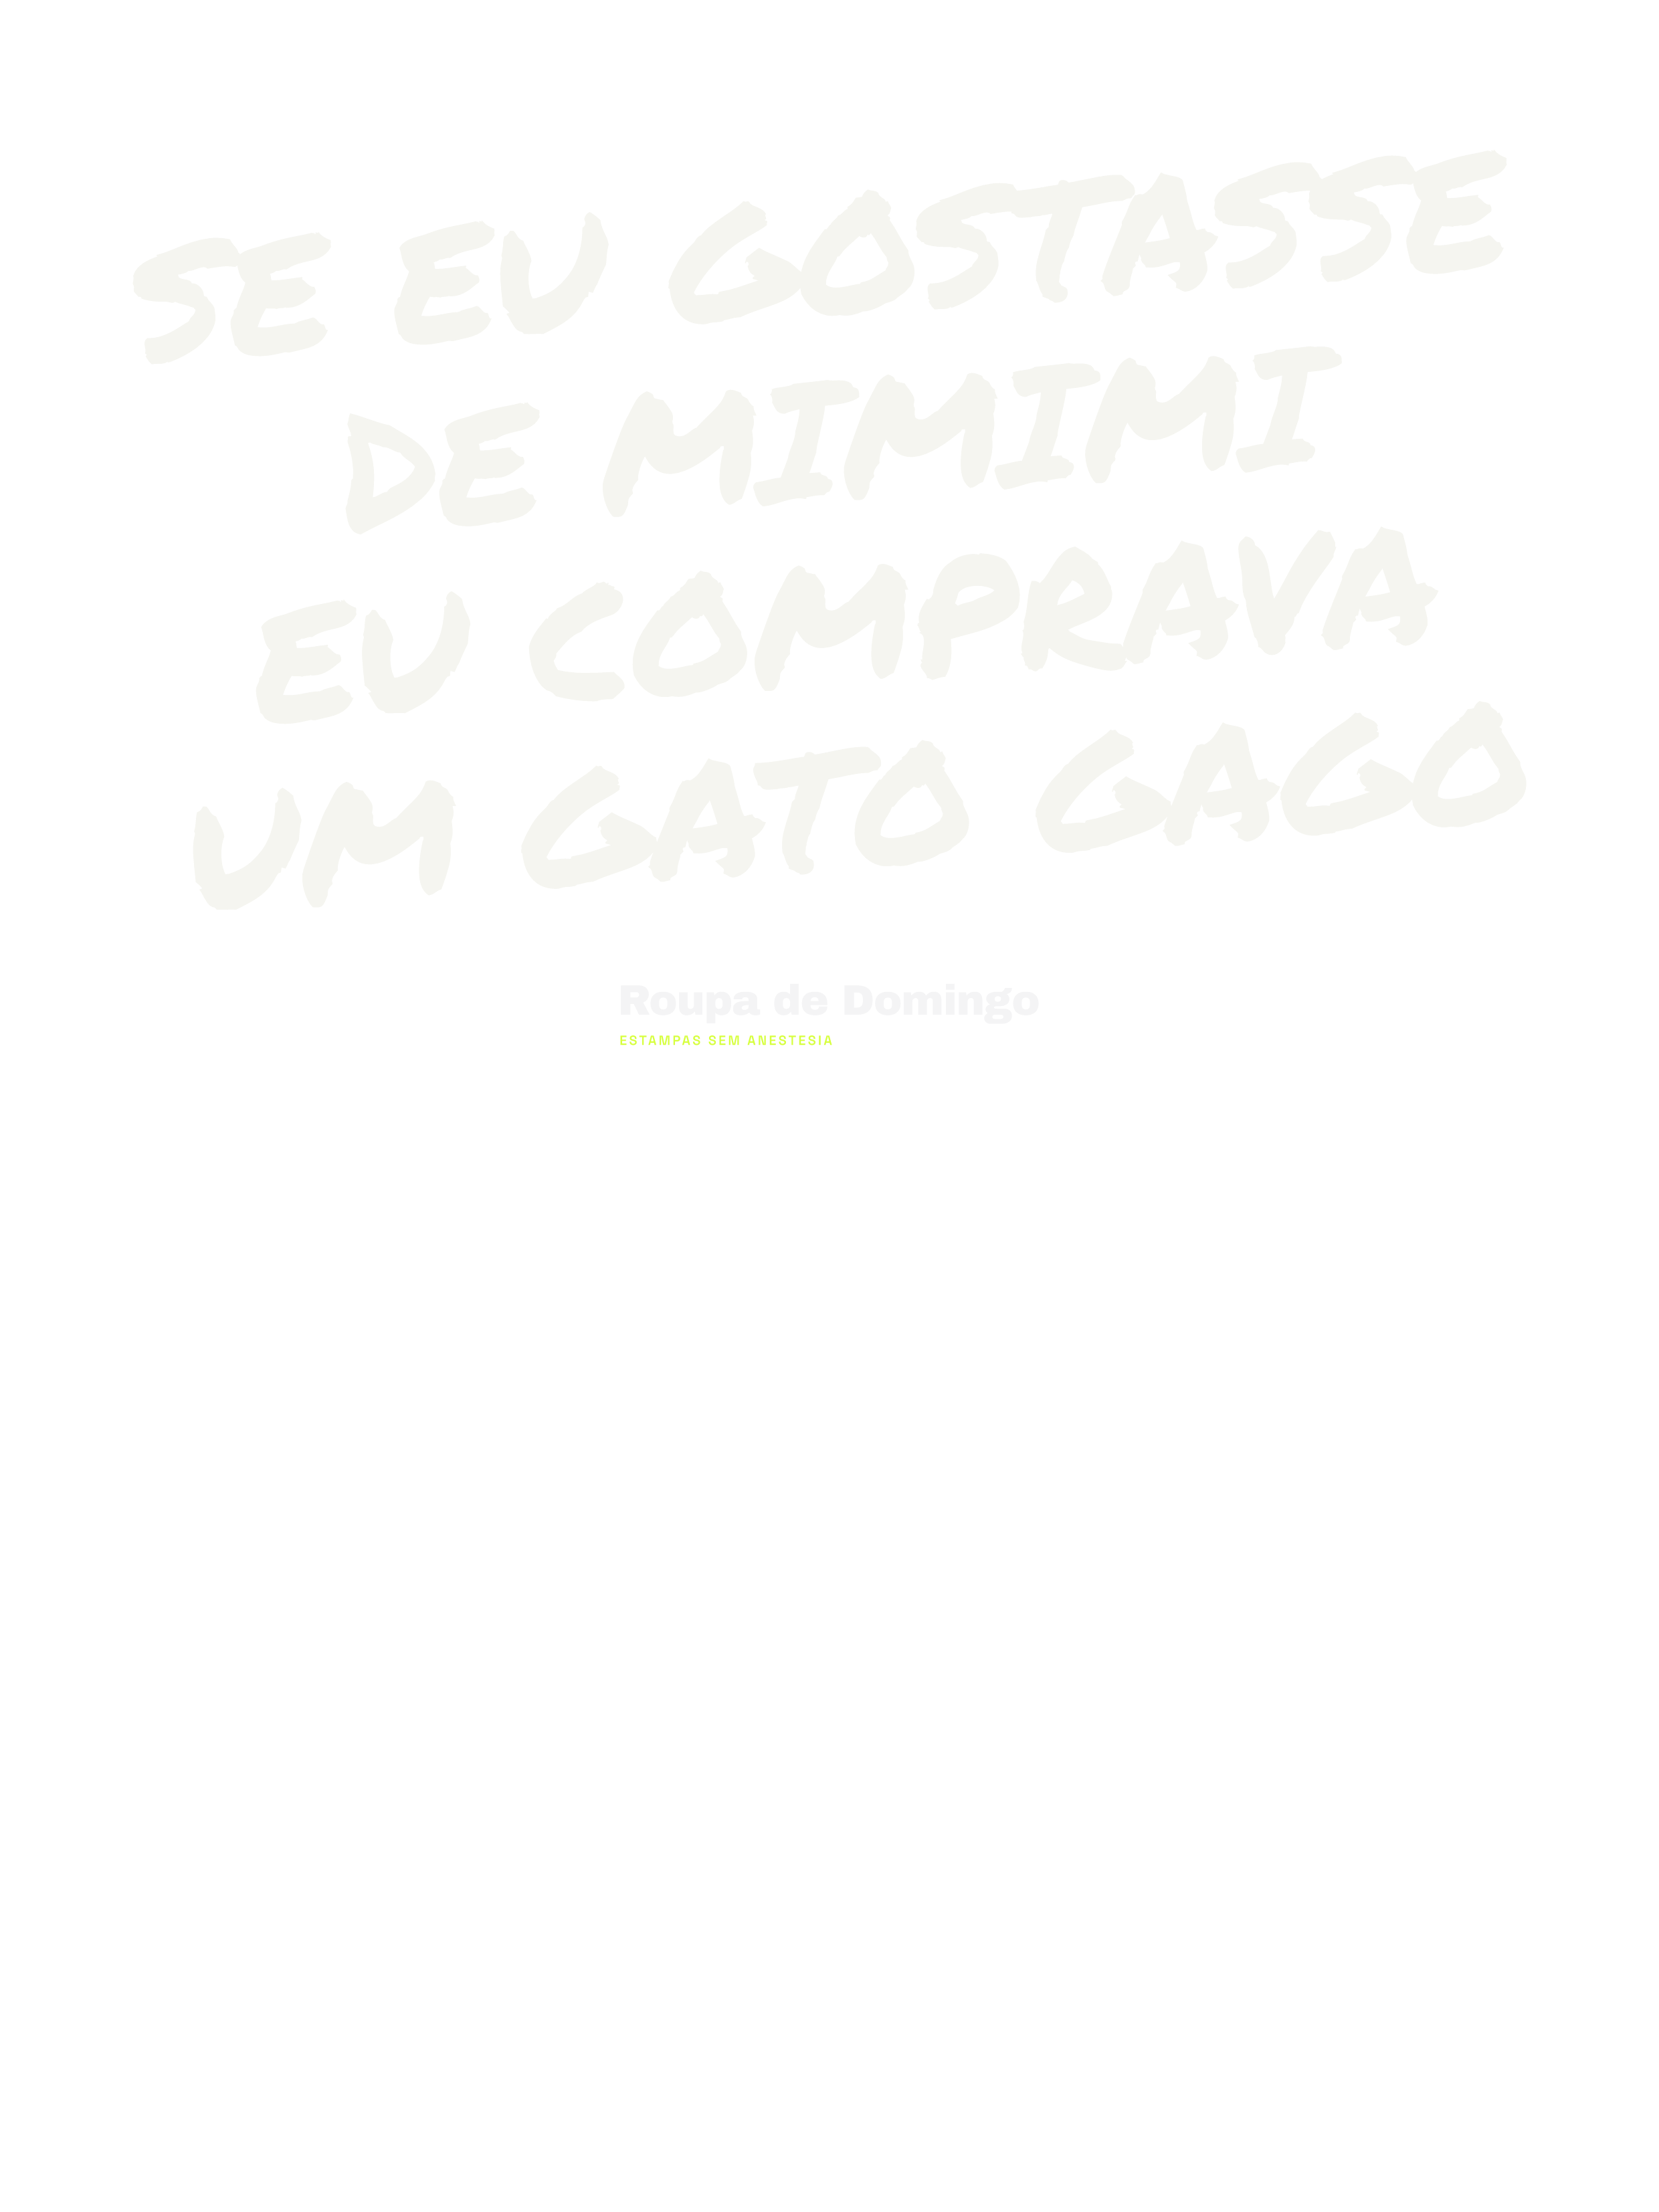 SE EU GOSTASSE
DE MIMIMI
EU COMPRAVA
UM GATO GAGO
Roupa de Domingo
ESTAMPAS SEM ANESTESIA